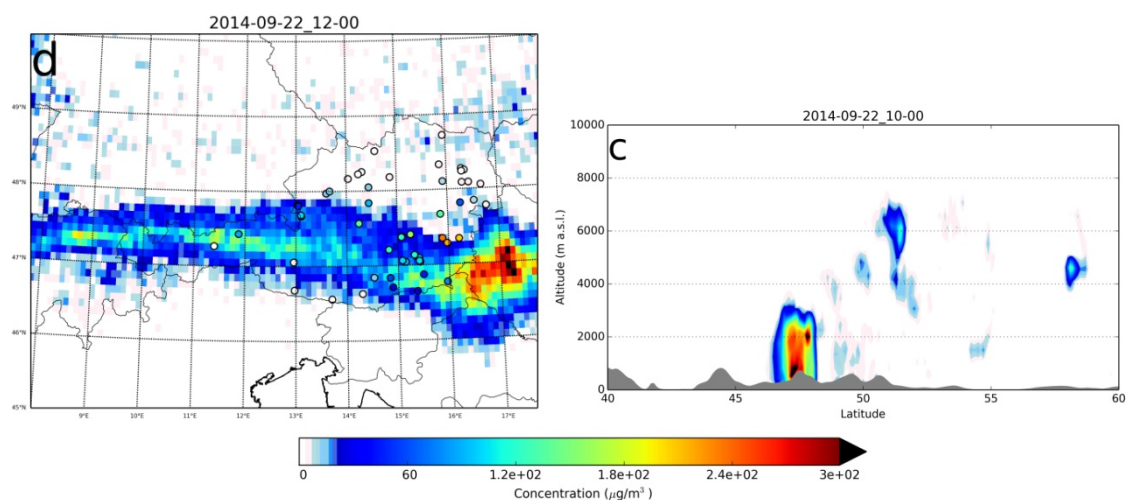 2014-09-22_12-00
d
49°N
48°N
47°N
46°N
45°N
9°E
10°E
11°E
12°E
13°E
14°E
15°E
16°E
17°E
2014-09-22_10-00
c
10000
8000
6000
4000
2000
0
Altitude (m a.s.l.)
40
45
50
55
60
Latitude
0
60
1.2e+02
1.8e+02
2.4e+02
3e+02
Concentration (μg/m³)